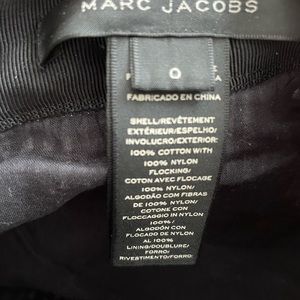 MARC JACOBS
0
FABRICADO EN CHINA
SHELL/REVÊTEMENT
EXTÉRIEUR/ESPELHO/
INVOLUCRO/EXTERIOR:
100% COTTON WITH
100% NYLON
FLOCKING/
COTON AVEC FLOCAGE
100% NYLON/
ALGODÃO COM FIBRAS
DE 100% NYLON/
COTONE CON
FLOCCAGGIO IN NYLON
AL 100%/
ALGODÓN CON
FLOCADO DE NYLON
AL 100%
LINING/DOUBLURE/
FORRO/
RIVESTIMENTO/FORRO: